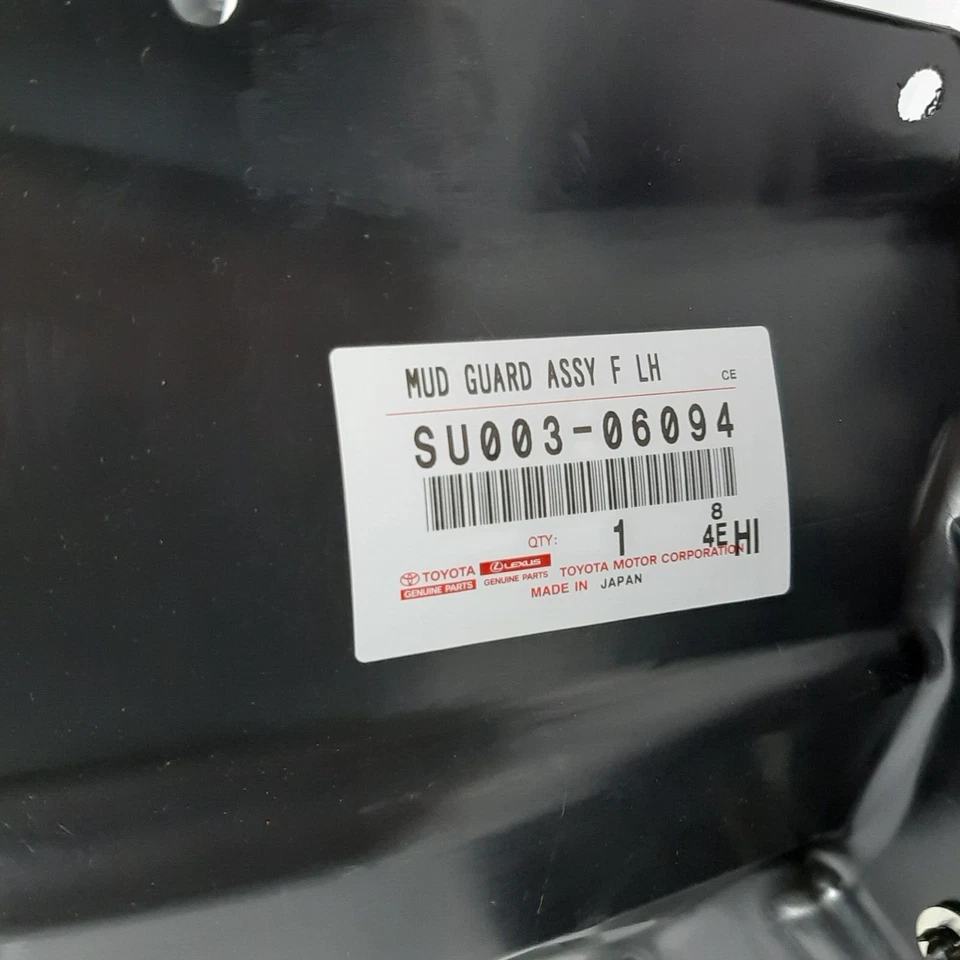 MUD GUARD ASSY F LH CE
SU003-06094
8
QTY: 1 4E HI
TOYOTA LEXUS TOYOTA MOTOR CORPORATION
GENUINE PARTS GENUINE PARTS MADE IN JAPAN